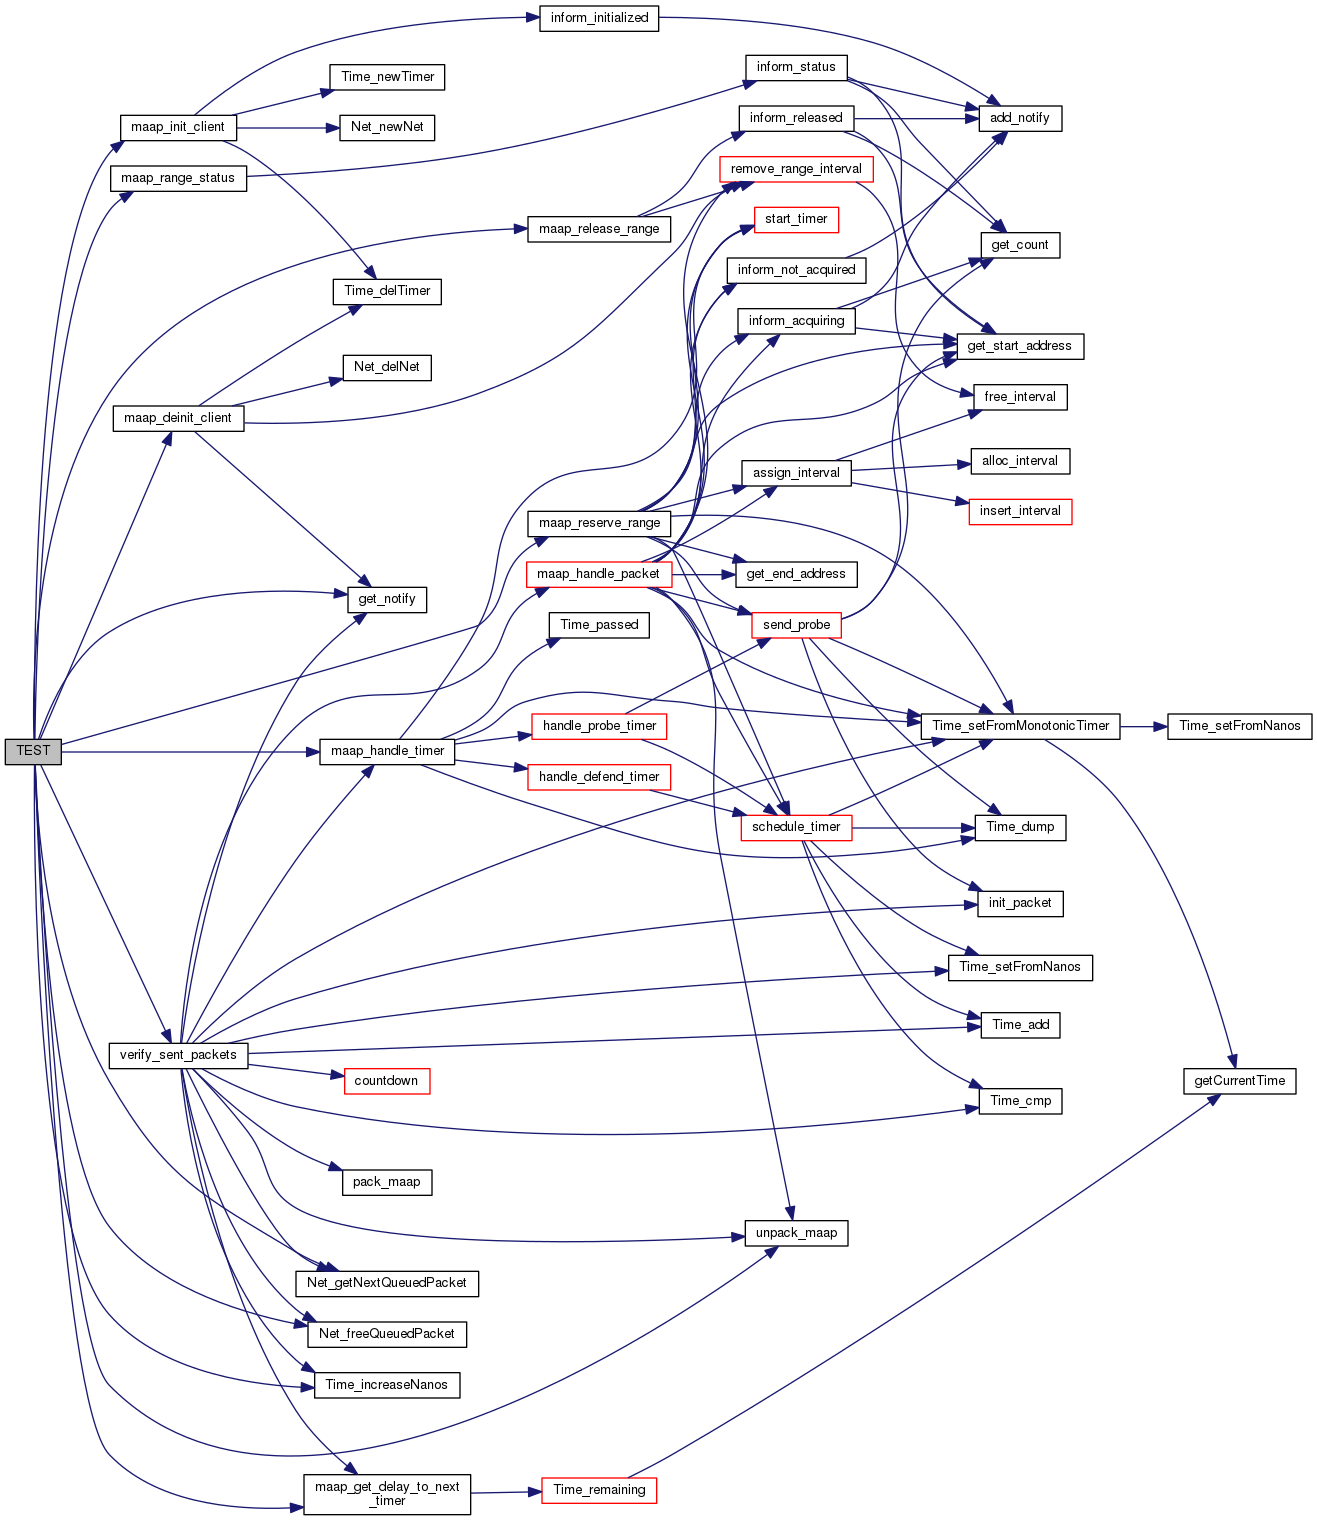 inform_initialized
inform_status
Time_newTimer
inform_released
add_notify
maap_init_client
Net_newNet
remove_range_interval
maap_range_status
start_timer
maap_release_range
get_count
inform_not_acquired
Time_delTimer
inform_acquiring
get_start_address
Net_delNet
free_interval
maap_deinit_client
alloc_interval
assign_interval
insert_interval
maap_reserve_range
maap_handle_packet
get_end_address
get_notify
Time_passed
send_probe
handle_probe_timer
Time_setFromMonotonicTimer
Time_setFromNanos
TEST
maap_handle_timer
handle_defend_timer
schedule_timer
Time_dump
init_packet
Time_setFromNanos
Time_add
verify_sent_packets
countdown
getCurrentTime
Time_cmp
pack_maap
unpack_maap
Net_getNextQueuedPacket
Net_freeQueuedPacket
Time_increaseNanos
maap_get_delay_to_next
_timer
Time_remaining